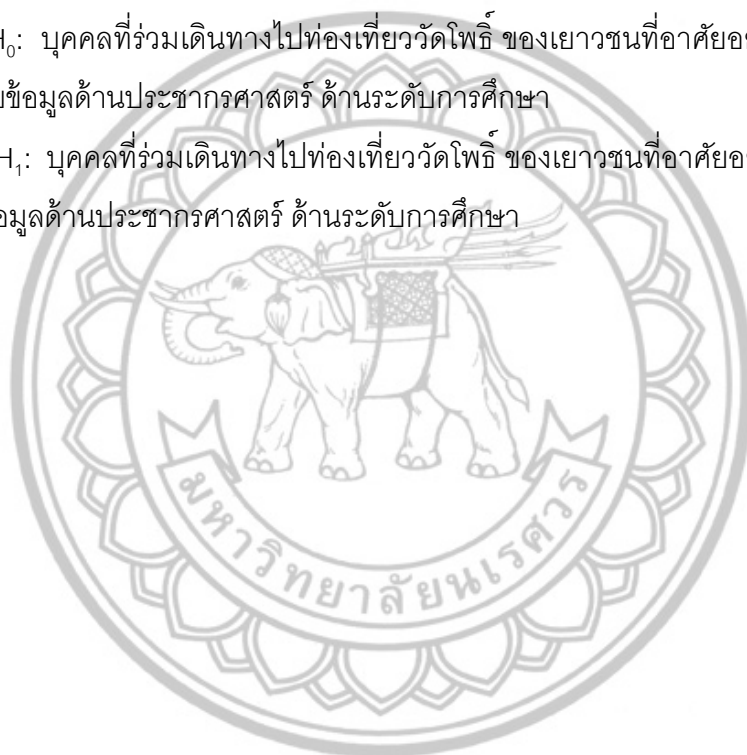 H₀: บุคคลที่ร่วมเดินทางไปท่องเที่ยววัดโพธิ์ ของเยาวชนที่อาศัยอ
ข้อมูลด้านประชากรศาสตร์ ด้านระดับการศึกษา
H₁: บุคคลที่ร่วมเดินทางไปท่องเที่ยววัดโพธิ์ ของเยาวชนที่อาศัยอ
อมูลด้านประชากรศาสตร์ ด้านระดับการศึกษา
มหาวิทยาลัยนเรศวร